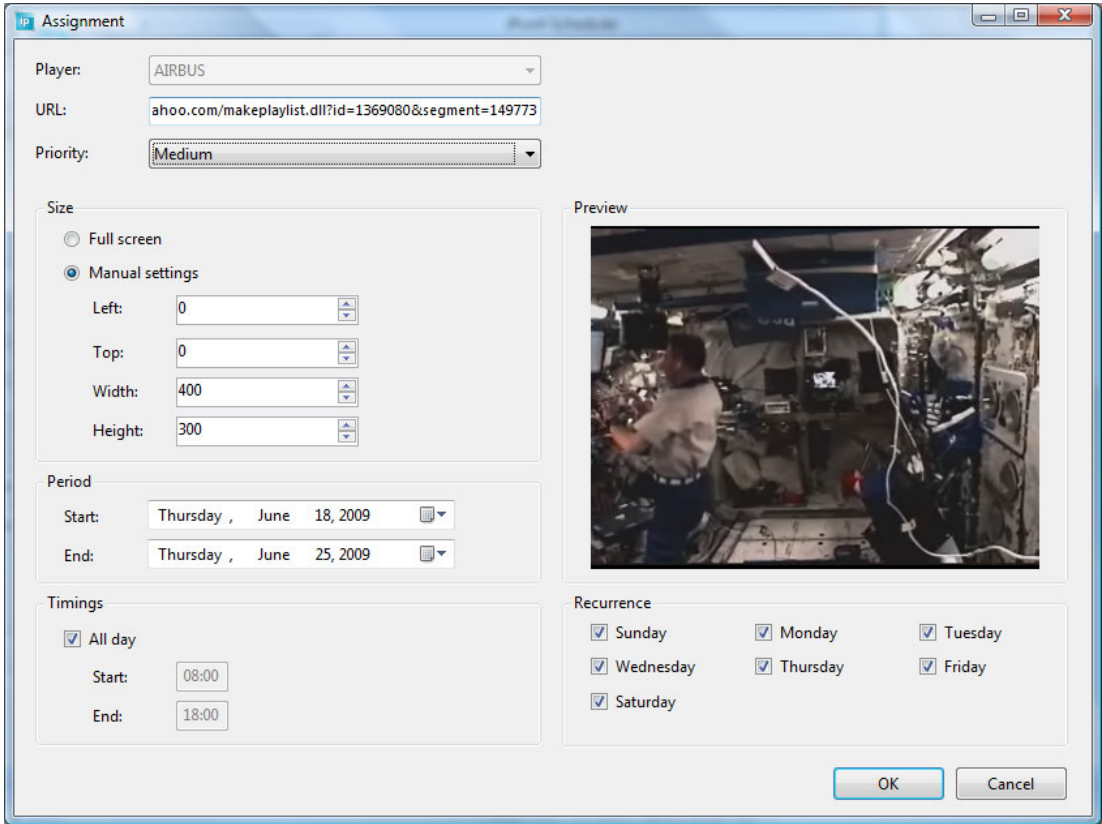 ip Assignment
Player: AIRBUS
URL: ahoo.com/makeplaylist.dll?id=1369080&segment=149773
Priority: Medium
Size
Full screen
Manual settings
Left: 0
Top: 0
Width: 400
Height: 300
Preview
NASA
Period
Start: Thursday , June 18, 2009
End: Thursday , June 25, 2009
Timings
All day
Start: 08:00
End: 18:00
Recurrence
Sunday Monday Tuesday
Wednesday Thursday Friday
Saturday
OK Cancel